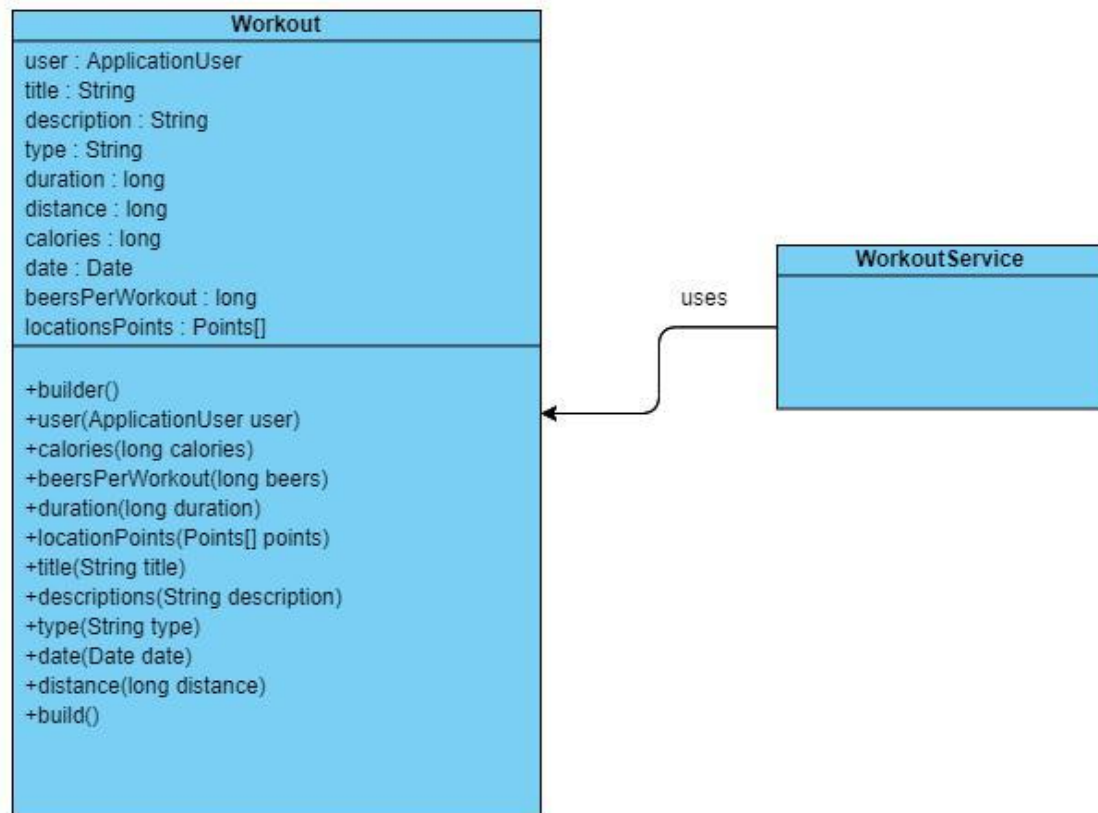 Workout
user : ApplicationUser
title : String
description : String
type : String
duration : long
distance : long
calories : long
date : Date
beersPerWorkout : long
locationsPoints : Points[]
+builder()
+user(ApplicationUser user)
+calories(long calories)
+beersPerWorkout(long beers)
+duration(long duration)
+locationPoints(Points[] points)
+title(String title)
+descriptions(String description)
+type(String type)
+date(Date date)
+distance(long distance)
+build()
uses
WorkoutService